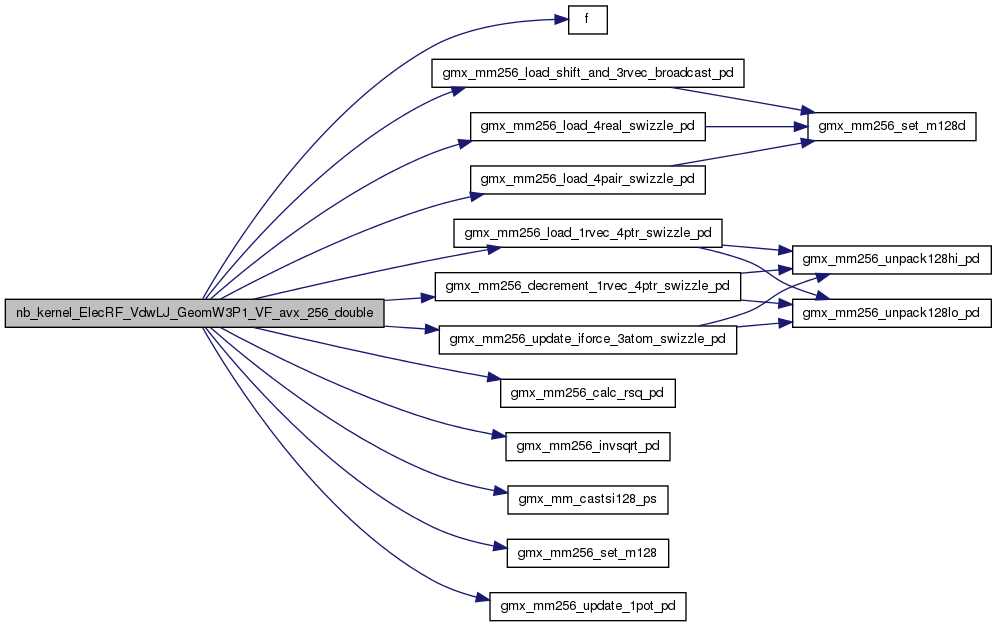 f
gmx_mm256_load_shift_and_3rvec_broadcast_pd
gmx_mm256_load_4real_swizzle_pd
gmx_mm256_set_m128d
gmx_mm256_load_4pair_swizzle_pd
gmx_mm256_load_1rvec_4ptr_swizzle_pd
gmx_mm256_unpack128hi_pd
gmx_mm256_decrement_1rvec_4ptr_swizzle_pd
nb_kernel_ElecRF_VdwLJ_GeomW3P1_VF_avx_256_double
gmx_mm256_unpack128lo_pd
gmx_mm256_update_iforce_3atom_swizzle_pd
gmx_mm256_calc_rsq_pd
gmx_mm256_invsqrt_pd
gmx_mm_castsi128_ps
gmx_mm256_set_m128
gmx_mm256_update_1pot_pd